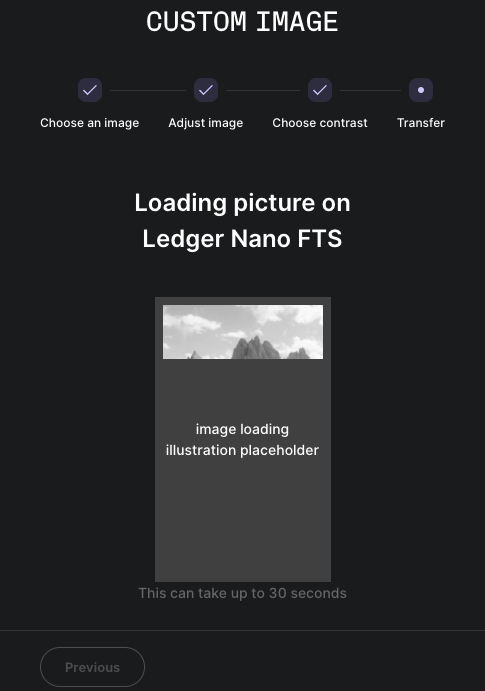 CUSTOM IMAGE
Choose an image
Adjust image
Choose contrast
Transfer
Loading picture on
Ledger Nano FTS
image loading
illustration placeholder
This can take up to 30 seconds
Previous